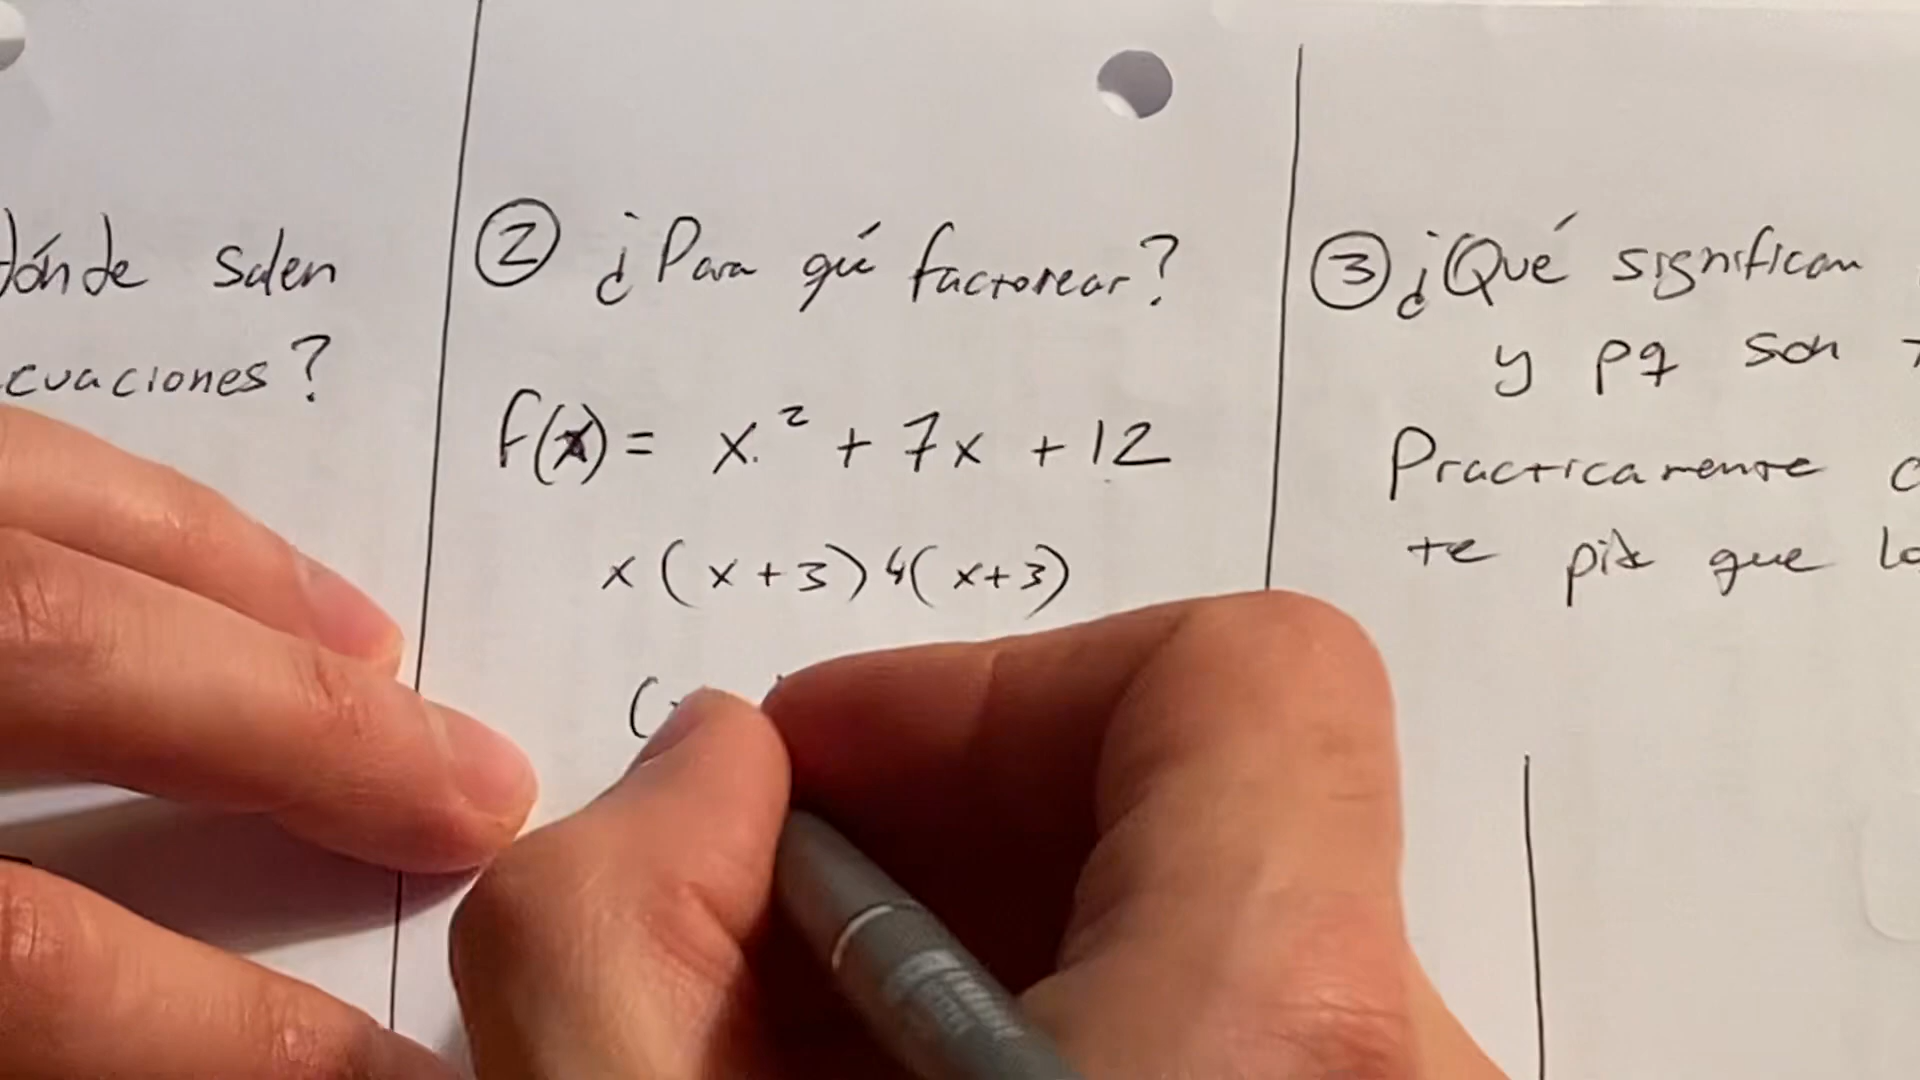 dónde salen
cuaciones?
② ¿Para qué factorear?
f(x) = x² + 7x + 12
x(x+3)4(x+3)
(
③ ¿Qué significan
y pq son
Practicamente
te pide que